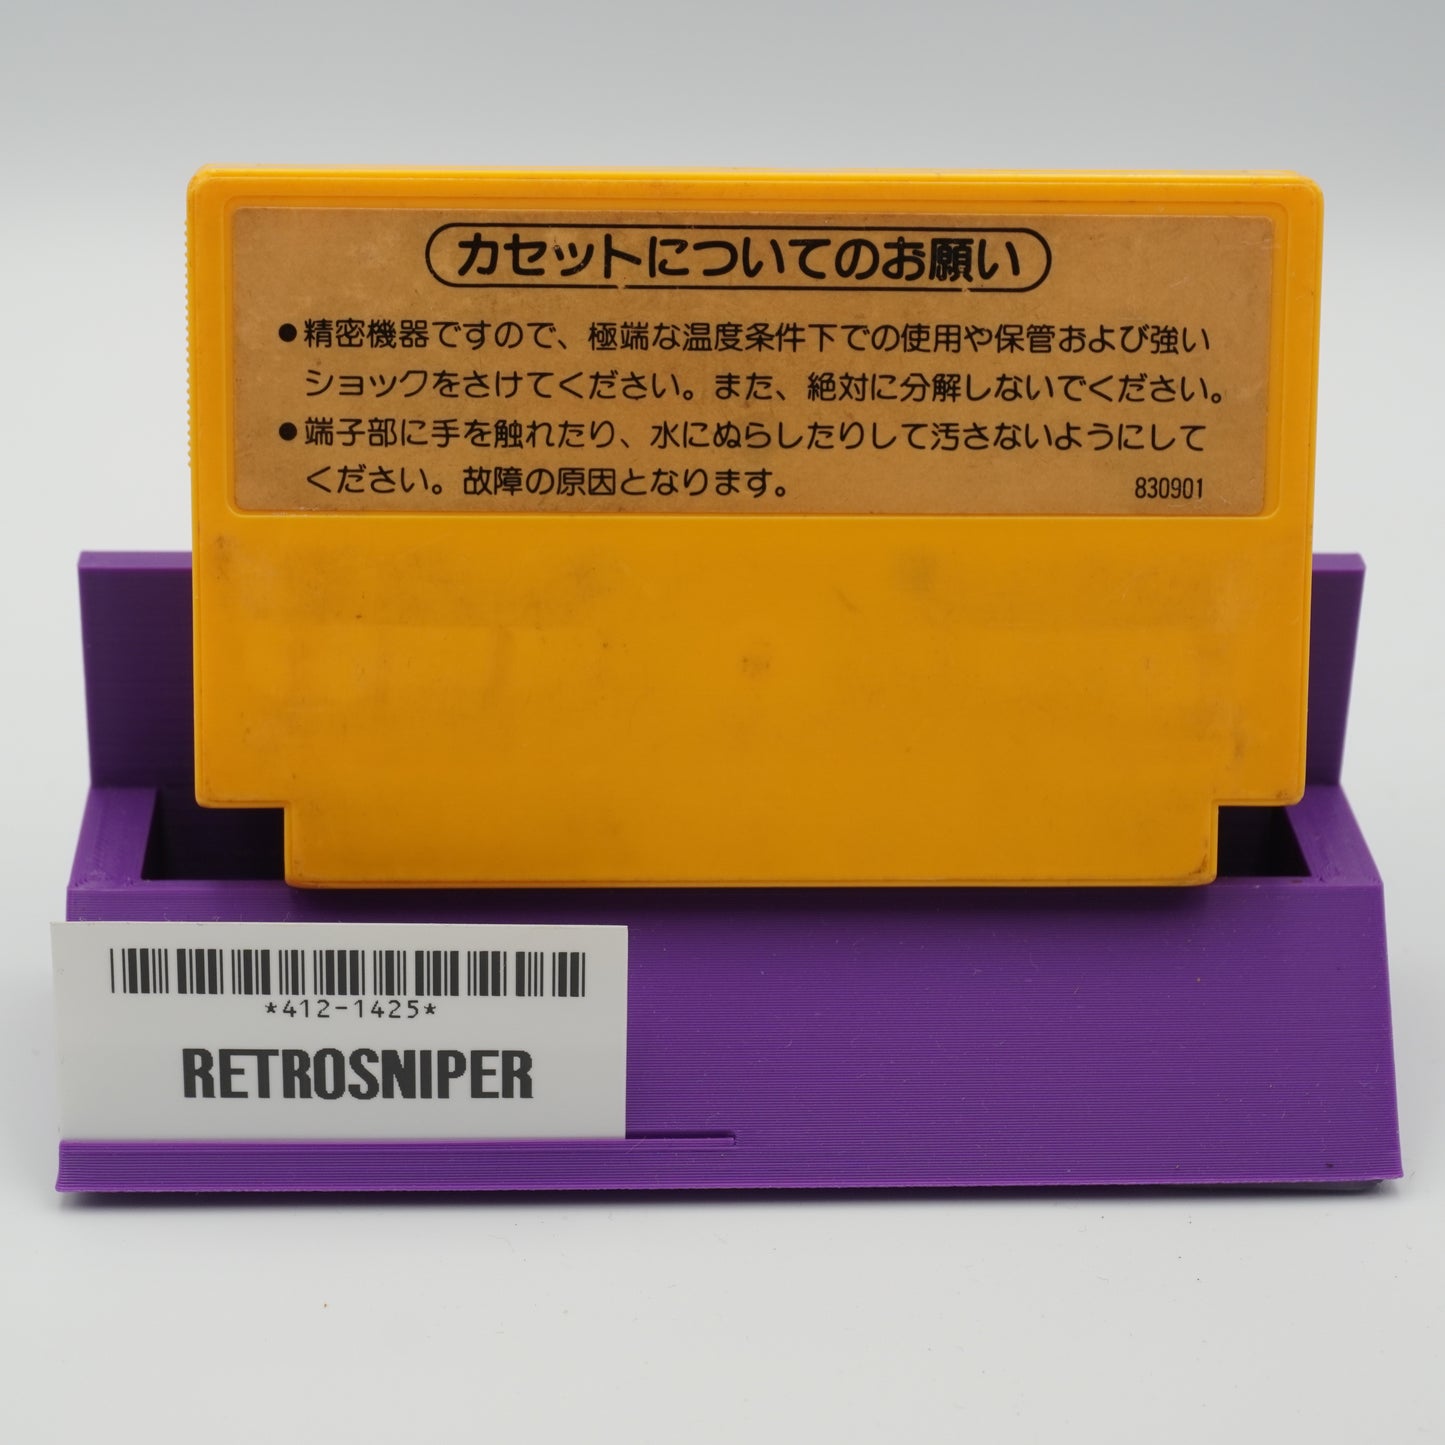 カセットについてのお願い
●精密機器ですので、極端な温度条件下での使用や保管および強い
ショックをさけてください。また、絶対に分解しないでください。
●端子部に手を触れたり、水にぬらしたりして汚さないようにして
ください。故障の原因となります。
830901
*412-1425*
RETROSNIPER